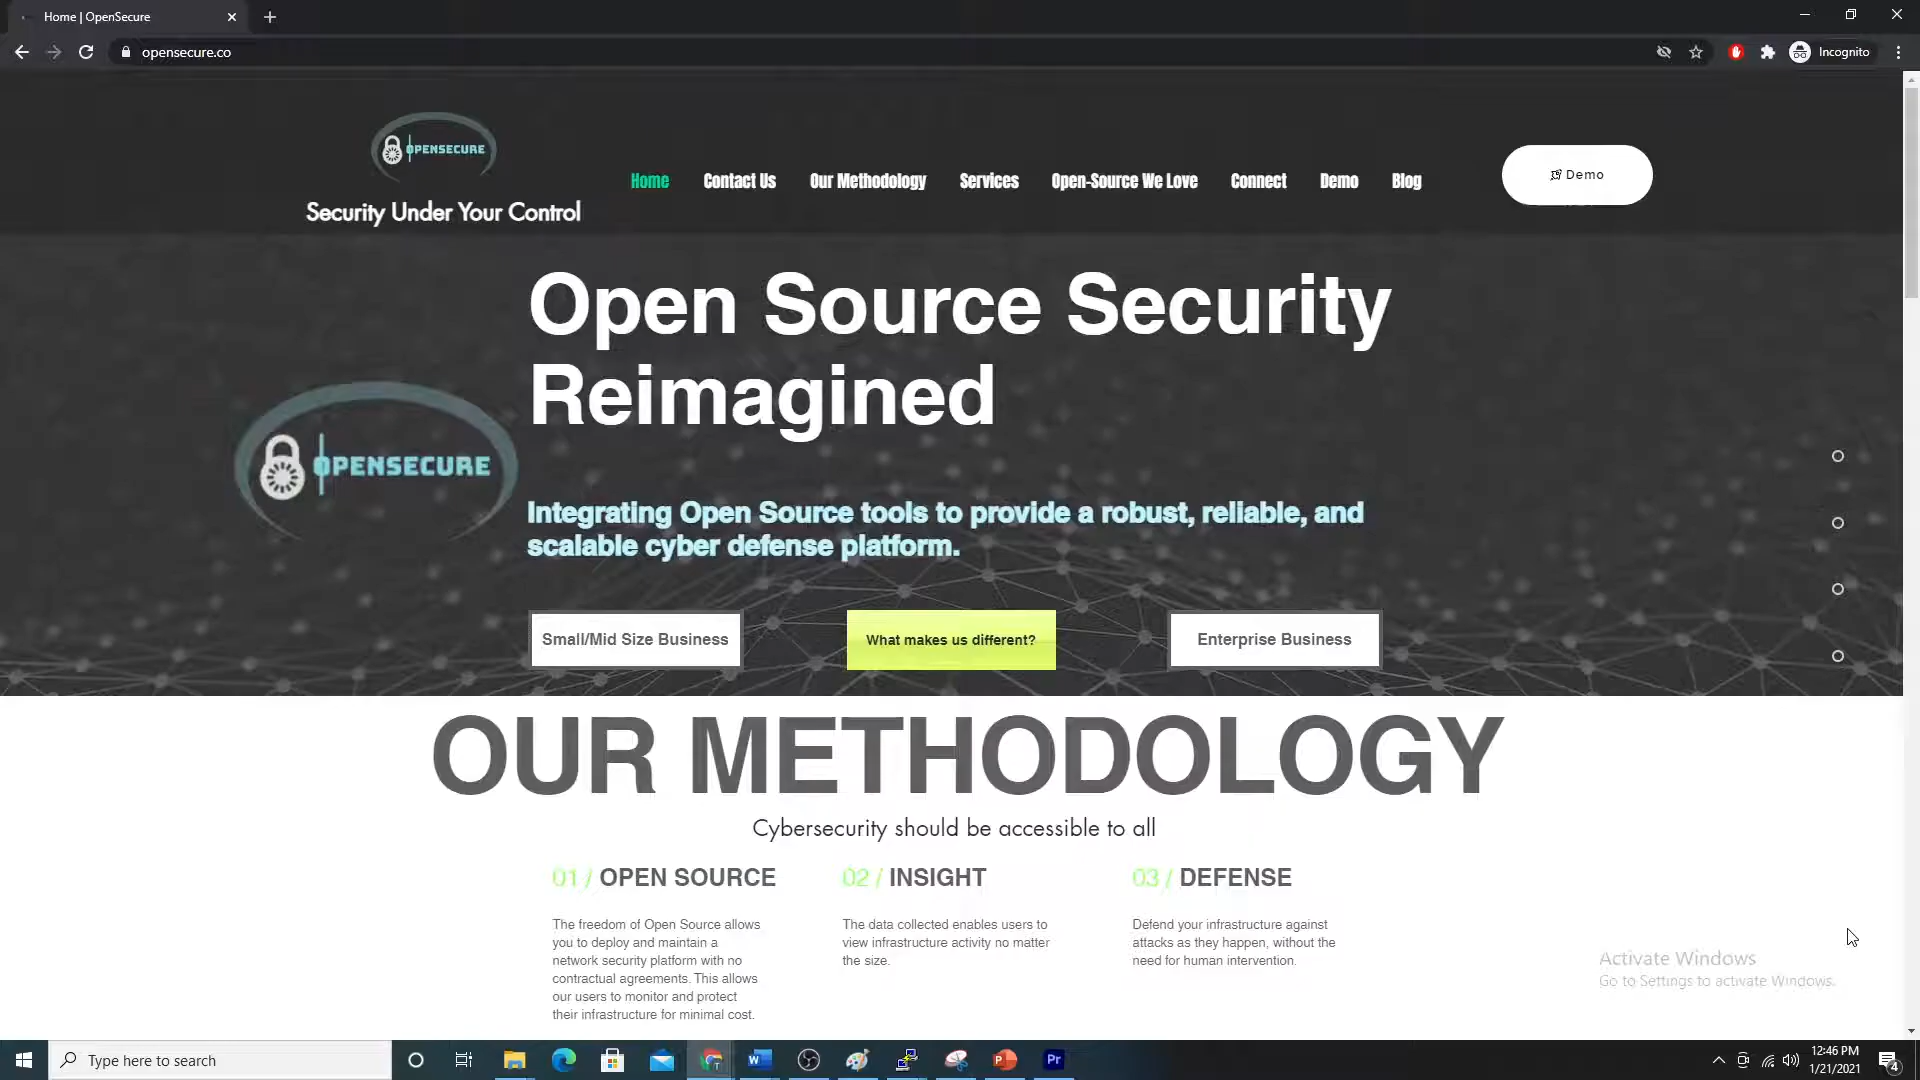 Home | OpenSecure
opensecure.co
Incognito
OPENSECURE
Security Under Your Control
Home
Contact Us
Our Methodology
Services
Open-Source We Love
Connect
Demo
Blog
Demo
Open Source Security
Reimagined
OPENSECURE
Integrating Open Source tools to provide a robust, reliable, and
scalable cyber defense platform.
Small/Mid Size Business
What makes us different?
Enterprise Business
OUR METHODOLOGY
Cybersecurity should be accessible to all
01 / OPEN SOURCE
The freedom of Open Source allows
you to deploy and maintain a
network security platform with no
contractual agreements. This allows
our users to monitor and protect
their infrastructure for minimal cost.
02 / INSIGHT
The data collected enables users to
view infrastructure activity no matter
the size.
03 / DEFENSE
Defend your infrastructure against
attacks as they happen, without the
need for human intervention.
Activate Windows
Go to Settings to activate Windows.
Type here to search
12:46 PM
1/21/2021
4